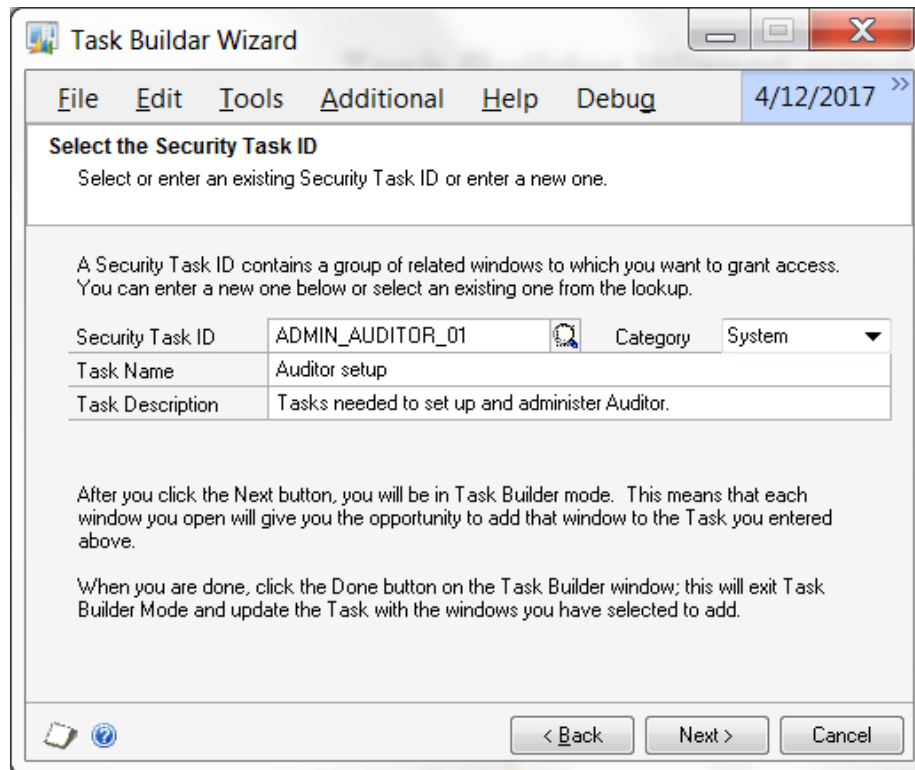 Task Buildar Wizard
File Edit Tools Additional Help Debug 4/12/2017 »
Select the Security Task ID
Select or enter an existing Security Task ID or enter a new one.
A Security Task ID contains a group of related windows to which you want to grant access.
You can enter a new one below or select an existing one from the lookup.
Security Task ID ADMIN_AUDITOR_01 Category System
Task Name Auditor setup
Task Description Tasks needed to set up and administer Auditor.
After you click the Next button, you will be in Task Builder mode. This means that each
window you open will give you the opportunity to add that window to the Task you entered
above.
When you are done, click the Done button on the Task Builder window; this will exit Task
Builder Mode and update the Task with the windows you have selected to add.
< Back Next > Cancel